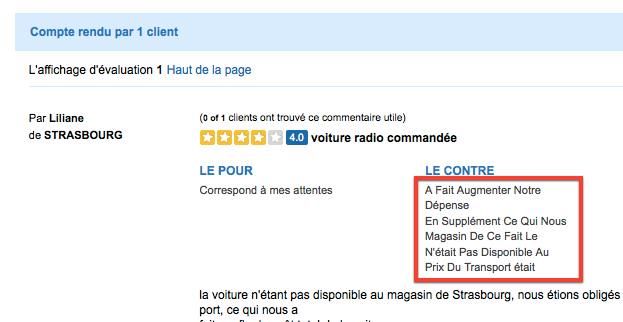 Compte rendu par 1 client
L'affichage d'évaluation 1 Haut de la page
Par Liliane
de STRASBOURG
(0 of 1 clients ont trouvé ce commentaire utile)
4.0 voiture radio commandée
LE POUR
Correspond à mes attentes
LE CONTRE
A Fait Augmenter Notre
Dépense
En Supplément Ce Qui Nous
Magasin De Ce Fait Le
N'était Pas Disponible Au
Prix Du Transport était
la voiture n'étant pas disponible au magasin de Strasbourg, nous étions obligés
port, ce qui nous a